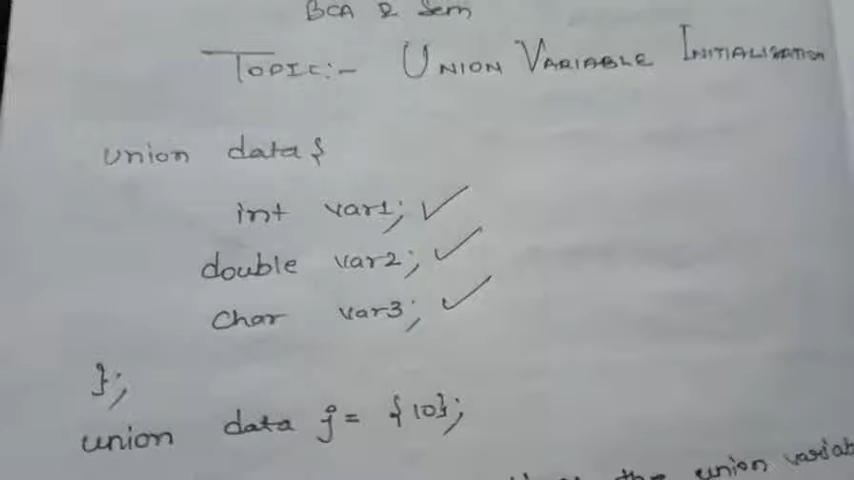 BCA 2 Sem
TOPIC:- UNION VARIABLE INITIALIZATION
union data {
int var1;
double var2;
char var3;
};
union data j = {10};
the union variab